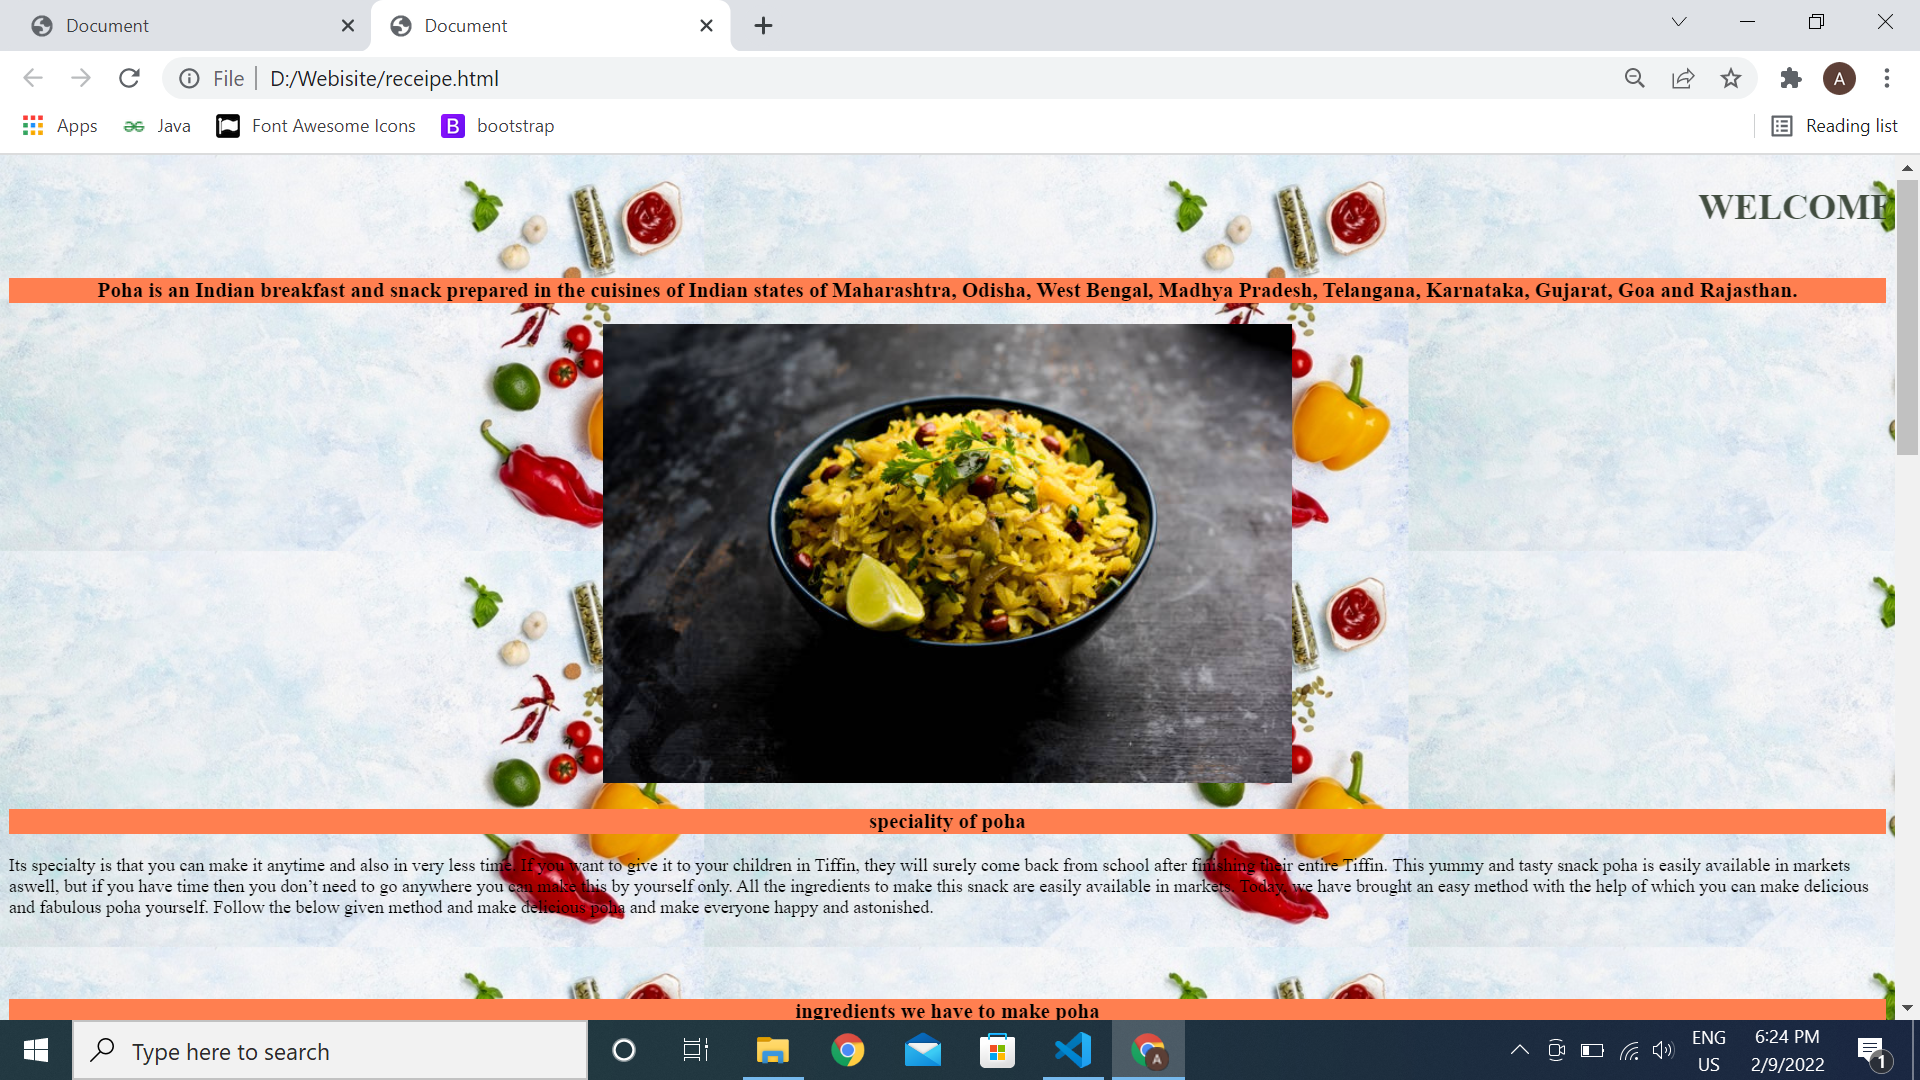 Document
Document
File
D:/Webisite/receipe.html
A
Apps
Java
Font Awesome Icons
B
bootstrap
Reading list
WELCOME
Poha is an Indian breakfast and snack prepared in the cuisines of Indian states of Maharashtra, Odisha, West Bengal, Madhya Pradesh, Telangana, Karnataka, Gujarat, Goa and Rajasthan.
speciality of poha
Its specialty is that you can make it anytime and also in very less time. If you want to give it to your children in Tiffin, they will surely come back from school after finishing their entire Tiffin. This yummy and tasty snack poha is easily available in markets
aswell, but if you have time then you don’t need to go anywhere you can make this by yourself only. All the ingredients to make this snack are easily available in markets. Today, we have brought an easy method with the help of which you can make delicious
and fabulous poha yourself. Follow the below given method and make delicious poha and make everyone happy and astonished.
ingredients we have to make poha
Type here to search
A
ENG
US
6:24 PM
2/9/2022
1